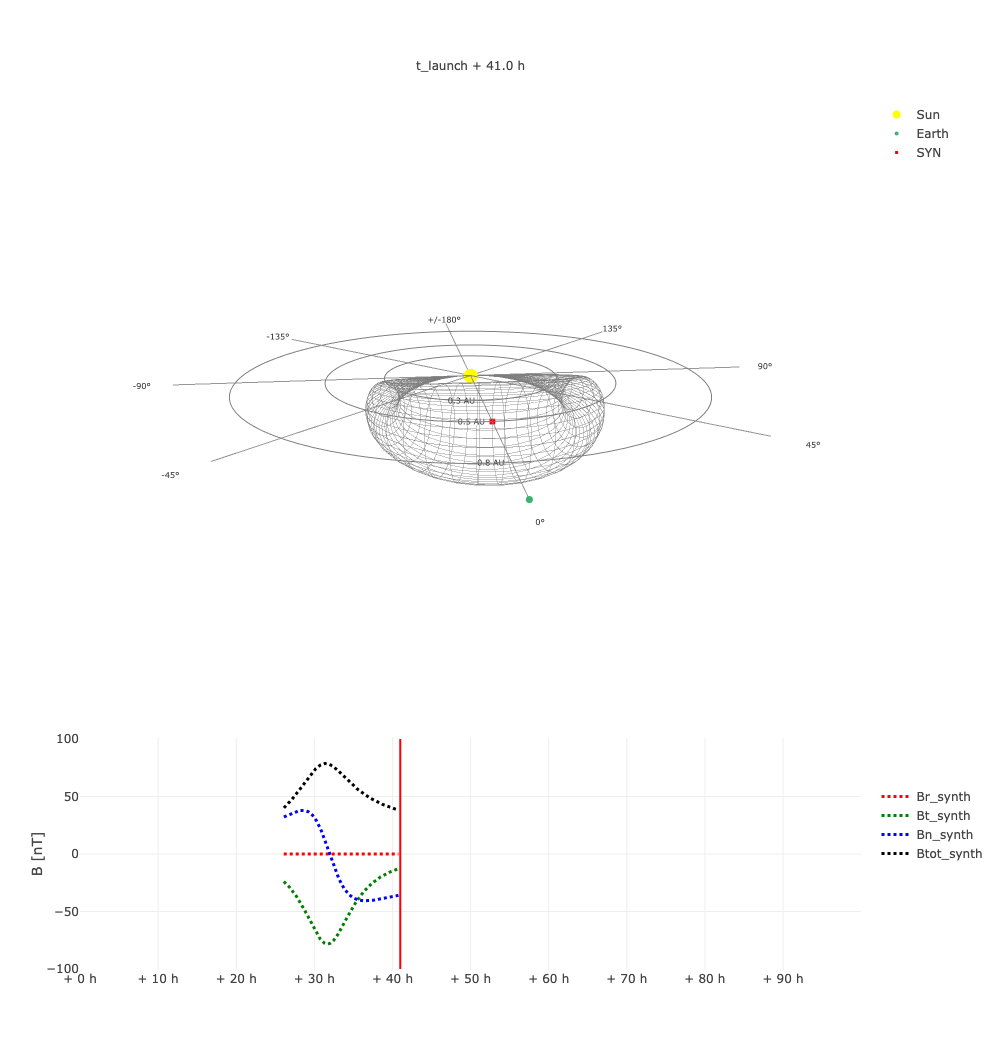 t_launch + 41.0 h
Sun
Earth
SYN
+/-180°
-135°
135°
90°
-90°
0.3 AU
0.5 AU
45°
0.8 AU
-45°
0°
100
50
0
−50
−100
B [nT]
+ 0 h
+ 10 h
+ 20 h
+ 30 h
+ 40 h
+ 50 h
+ 60 h
+ 70 h
+ 80 h
+ 90 h
Br_synth
Bt_synth
Bn_synth
Btot_synth